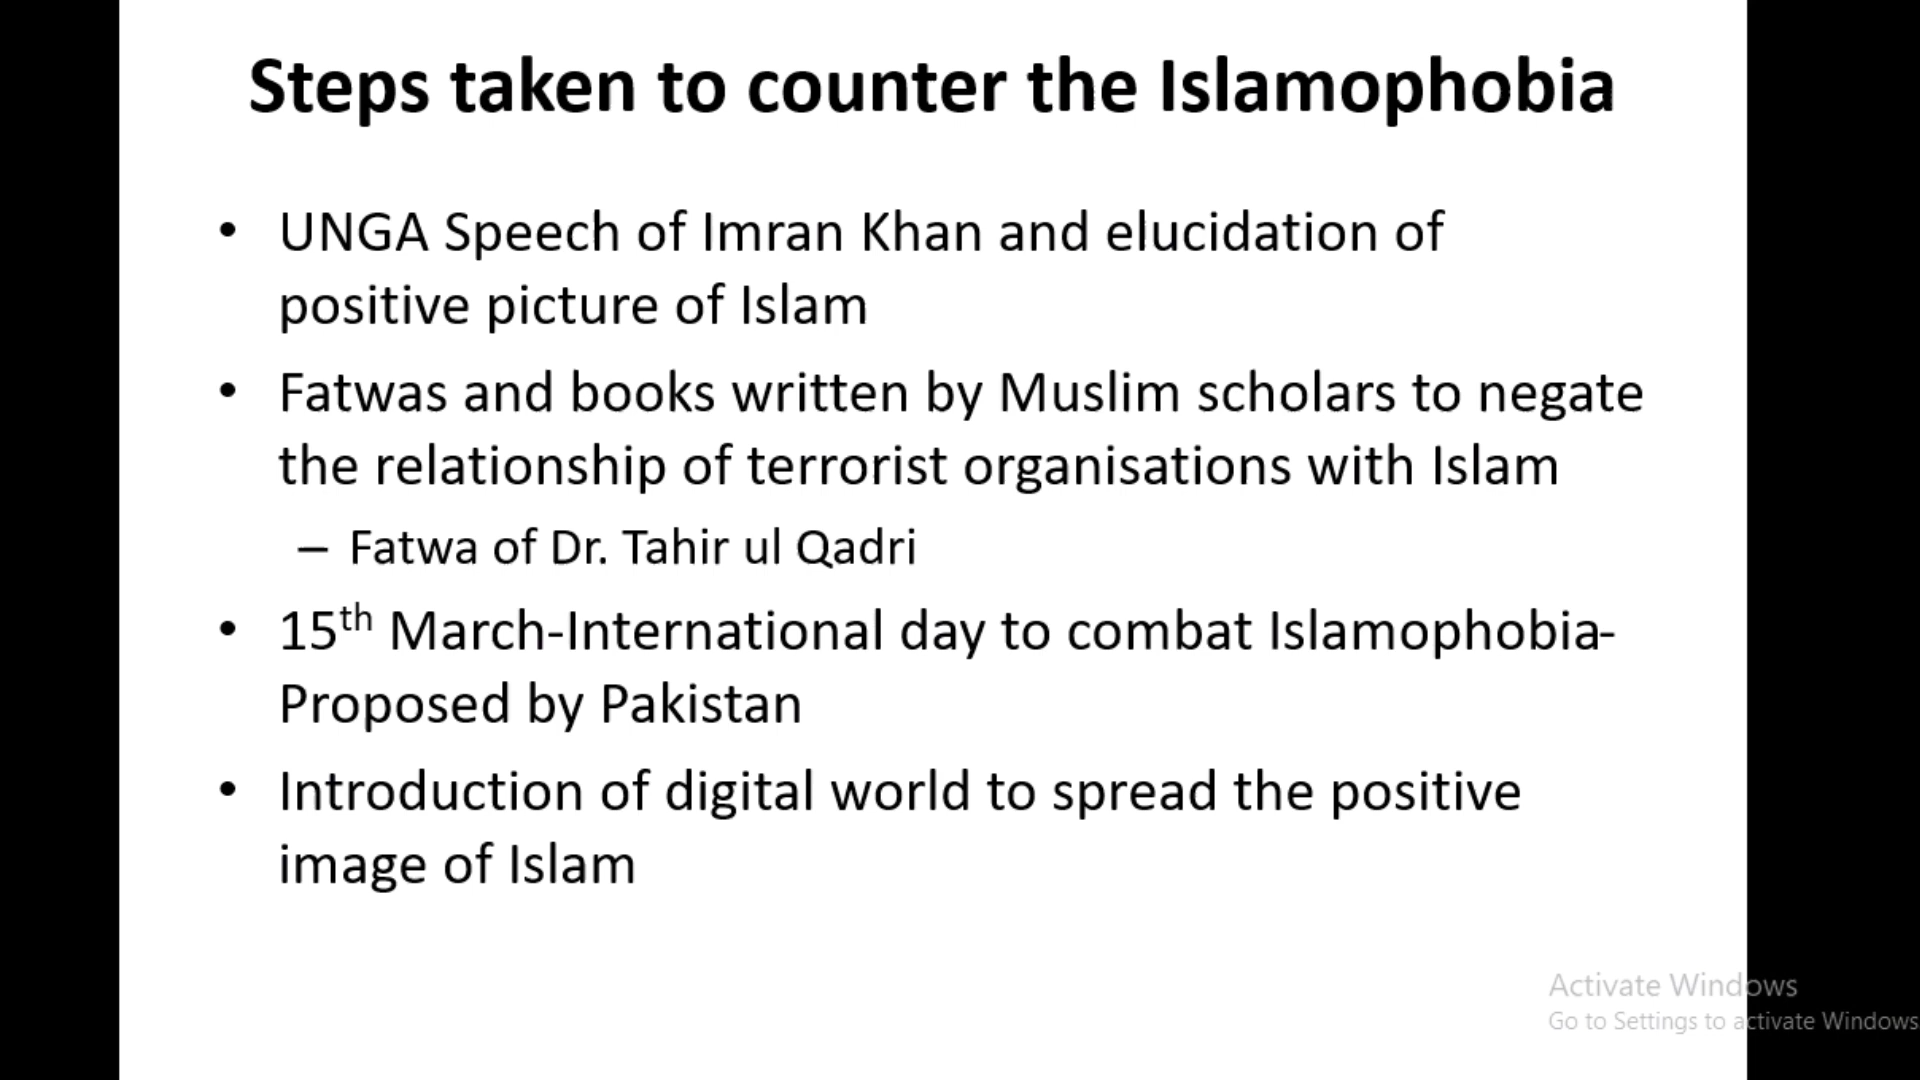 Steps taken to counter the Islamophobia
• UNGA Speech of Imran Khan and elucidation of
positive picture of Islam
• Fatwas and books written by Muslim scholars to negate
the relationship of terrorist organisations with Islam
– Fatwa of Dr. Tahir ul Qadri
• 15th March-International day to combat Islamophobia-
Proposed by Pakistan
• Introduction of digital world to spread the positive
image of Islam
Activate Windows
Go to Settings to activate Windows